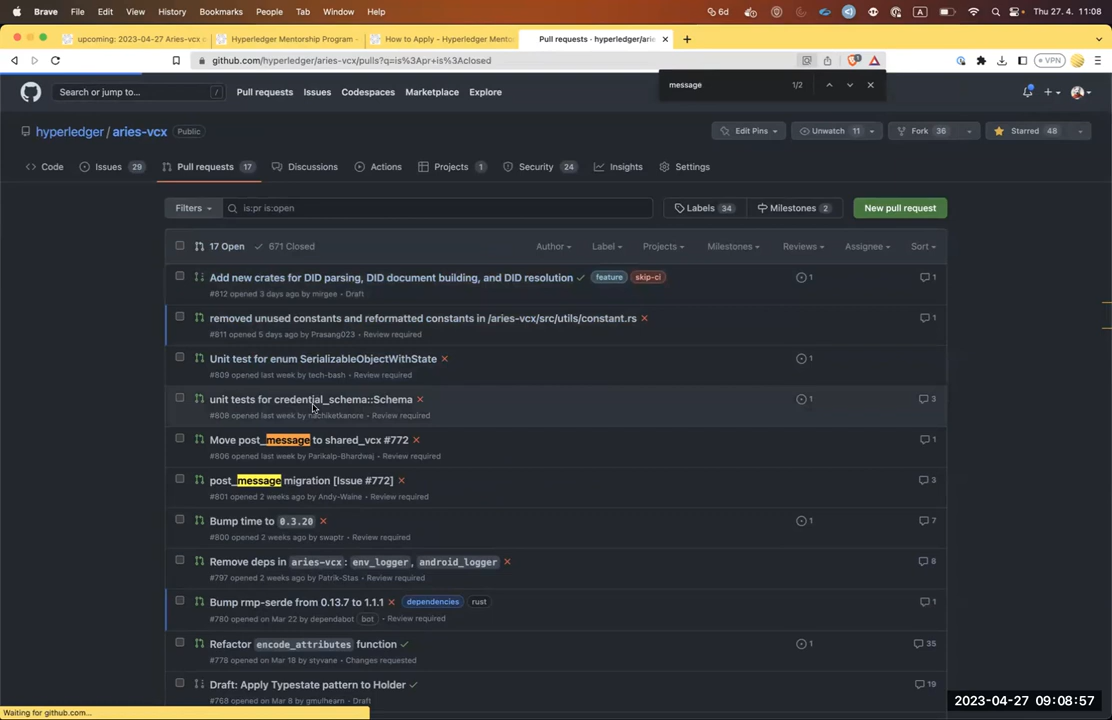 Brave File Edit View History Bookmarks People Tab Window Help 6d A Thu 27. 4. 11:08
upcoming: 2023-04-27 Aries-vcx c
Hyperledger Mentorship Program -
How to Apply - Hyperledger Mento
Pull requests · hyperledger/arie
github.com/hyperledger/aries-vcx/pulls?q=is%3Apr+is%3Aclosed
VPN
message 1/2
Search or jump to... /
Pull requests Issues Codespaces Marketplace Explore
hyperledger / aries-vcx Public
Edit Pins Unwatch 11 Fork 36 Starred 48
Code Issues 29 Pull requests 17 Discussions Actions Projects 1 Security 24 Insights Settings
Filters is:pr is:open Labels 34 Milestones 2 New pull request
17 Open 671 Closed Author Label Projects Milestones Reviews Assignee Sort
Add new crates for DID parsing, DID document building, and DID resolution feature skip-ci 1 1
#812 opened 3 days ago by mirgee · Draft
removed unused constants and reformatted constants in /aries-vcx/src/utils/constant.rs 1
#811 opened 5 days ago by Prasang023 · Review required
Unit test for enum SerializableObjectWithState 1
#809 opened last week by tech-bash · Review required
unit tests for credential_schema::Schema 1 3
#808 opened last week by nachiketkanore · Review required
Move post_message to shared_vcx #772 1
#806 opened last week by Parikalp-Bhardwaj · Review required
post_message migration [Issue #772] 3
#801 opened 2 weeks ago by Andy-Waine · Review required
Bump time to 0.3.20 1 7
#800 opened 2 weeks ago by swaptr · Review required
Remove deps in aries-vcx : env_logger , android_logger 8
#797 opened 2 weeks ago by Patrik-Stas · Review required
Bump rmp-serde from 0.13.7 to 1.1.1 dependencies rust 1
#780 opened on Mar 22 by dependabot bot · Review required
Refactor encode_attributes function 1 35
#778 opened on Mar 18 by styvane · Changes requested
Draft: Apply Typestate pattern to Holder 19
#768 opened on Mar 8 by gmulhearn · Draft
Waiting for github.com...
2023-04-27 09:08:57